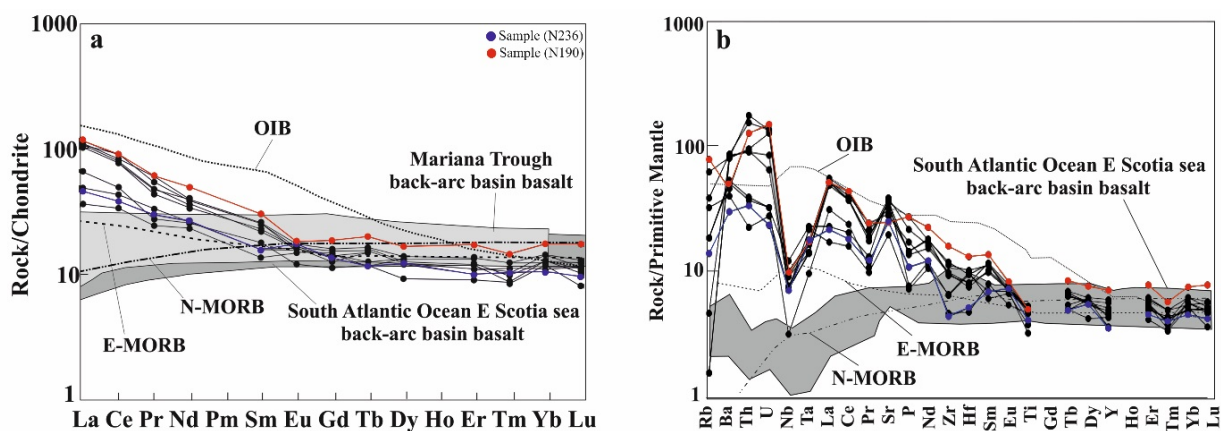 a
Sample (N236)
Sample (N190)
1000
100
10
1
Rock/Chondrite
OIB
Mariana Trough
back-arc basin basalt
N-MORB
South Atlantic Ocean E Scotia sea
back-arc basin basalt
E-MORB
La Ce Pr Nd Pm Sm Eu Gd Tb Dy Ho Er Tm Yb Lu
b
1000
100
10
1
Rock/Primitive Mantle
OIB
South Atlantic Ocean E Scotia sea
back-arc basin basalt
E-MORB
N-MORB
Rb Ba Th U Nb Ta La Ce Pr Sr P Nd Zr Hf Sm Eu Ti Gd Tb Dy Y Ho Er Tm Yb Lu